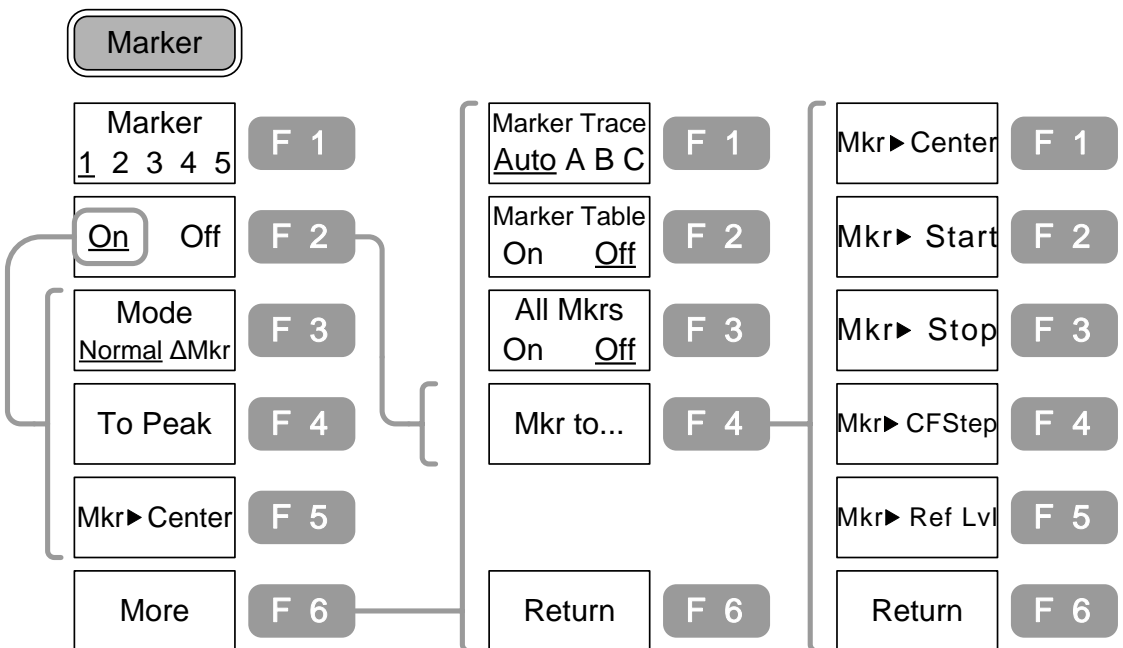 Marker
Marker
1 2 3 4 5
F 1
On Off
F 2
Mode
Normal ΔMkr
F 3
To Peak
F 4
Mkr▶Center
F 5
More
F 6
Marker Trace
Auto A B C
F 1
Marker Table
On Off
F 2
All Mkrs
On Off
F 3
Mkr to...
F 4
Return
F 6
Mkr▶Center
F 1
Mkr▶ Start
F 2
Mkr▶ Stop
F 3
Mkr▶ CFStep
F 4
Mkr▶ Ref Lvl
F 5
Return
F 6